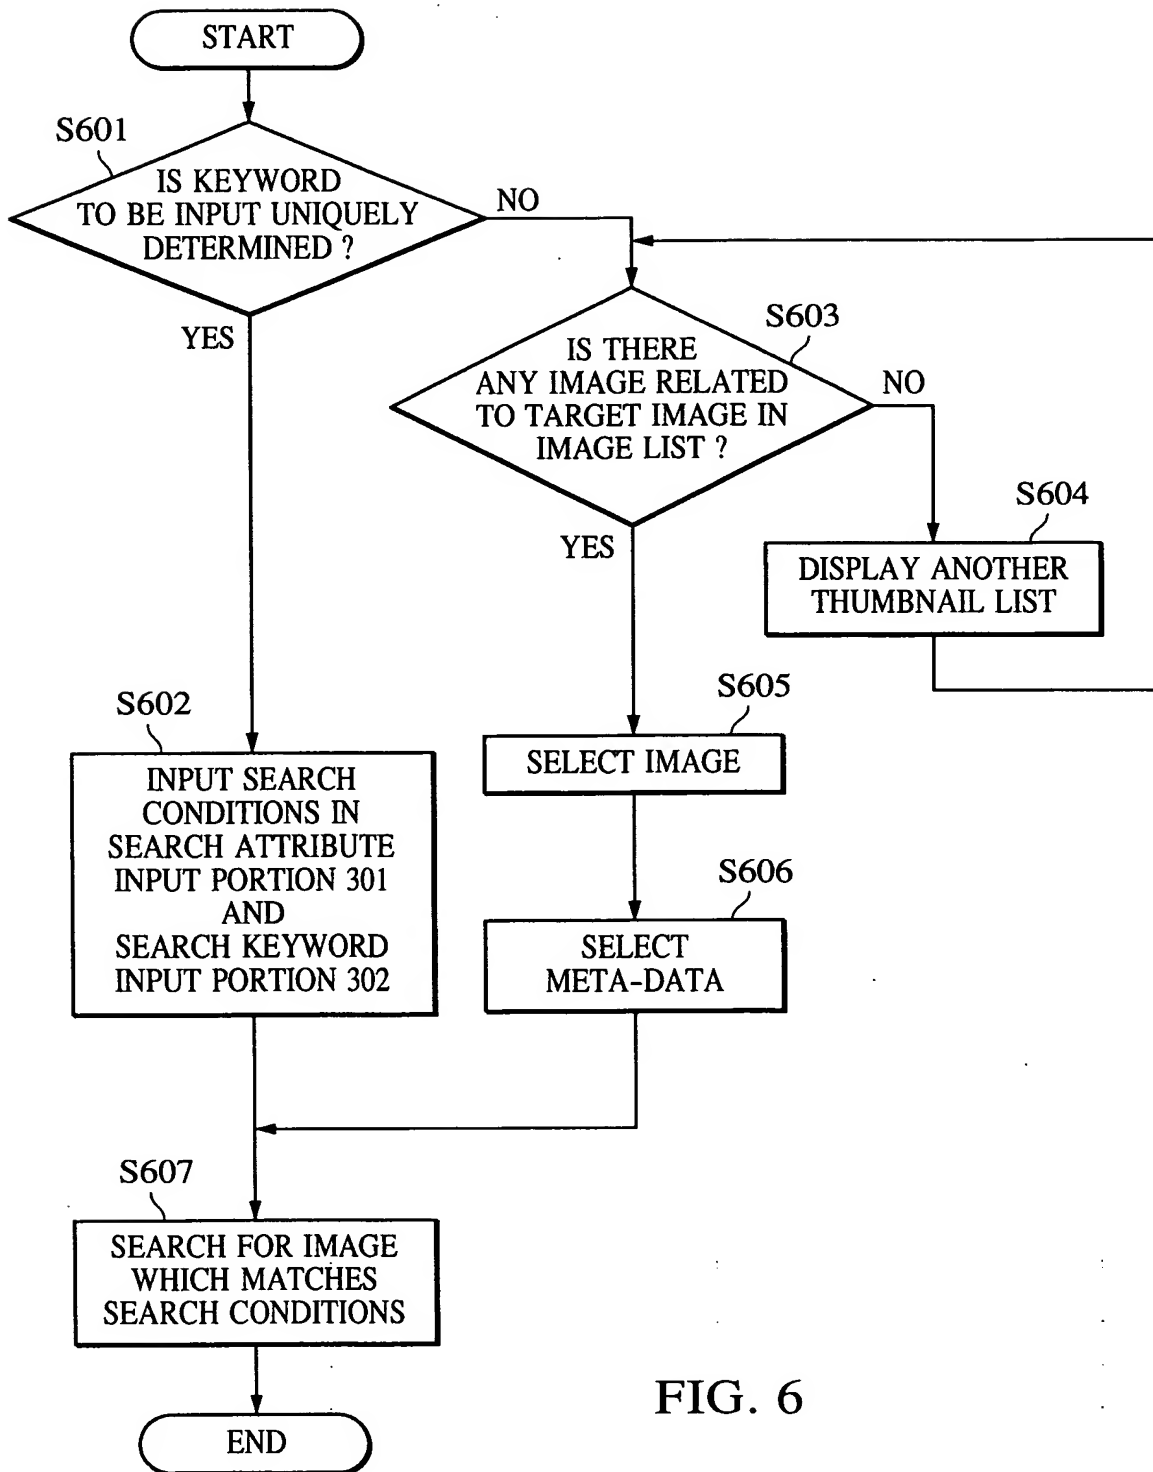 START
S601
IS KEYWORD
TO BE INPUT UNIQUELY
DETERMINED ?
NO
YES
S603
IS THERE
ANY IMAGE RELATED
TO TARGET IMAGE IN
IMAGE LIST ?
NO
YES
S604
DISPLAY ANOTHER
THUMBNAIL LIST
S602
INPUT SEARCH
CONDITIONS IN
SEARCH ATTRIBUTE
INPUT PORTION 301
AND
SEARCH KEYWORD
INPUT PORTION 302
S605
SELECT IMAGE
S606
SELECT
META-DATA
S607
SEARCH FOR IMAGE
WHICH MATCHES
SEARCH CONDITIONS
END
FIG. 6